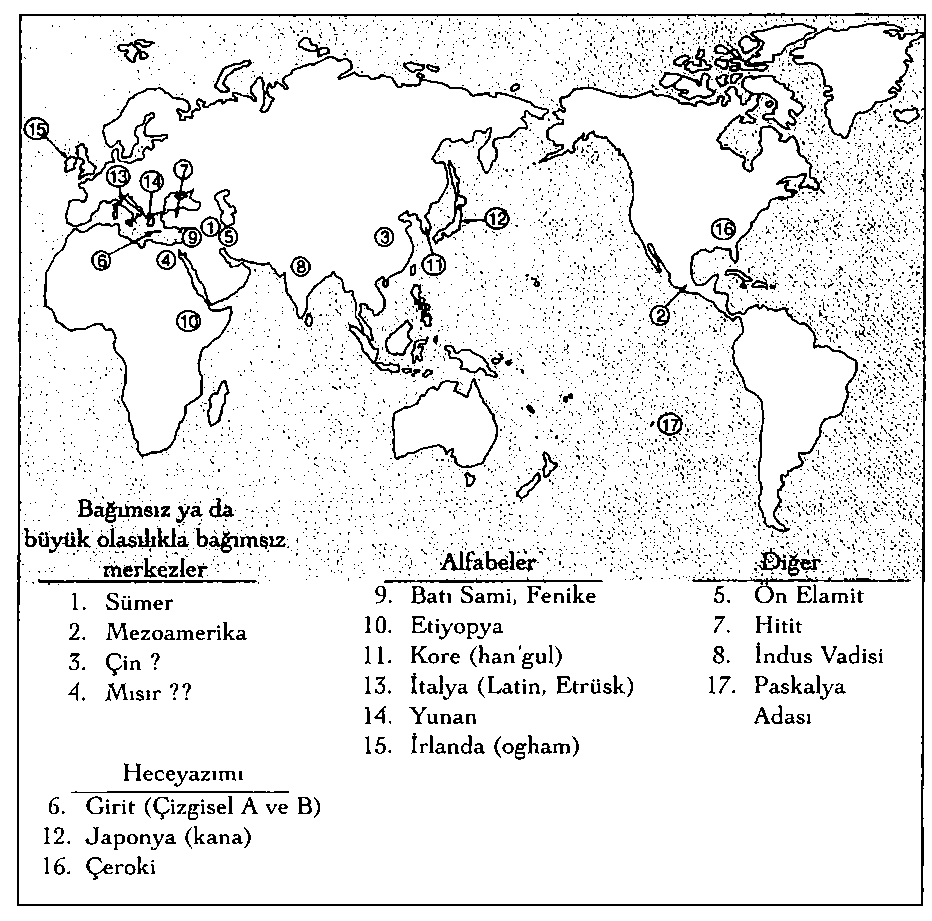 15
13
14
7
1
9
5
6
4
3
12
11
8
10
16
2
17
Bağımsız ya da
büyük olasılıkla bağımsız
merkezler
1. Sümer
2. Mezoamerika
3. Çin ?
4. Mısır ??
Heceyazımı
6. Girit (Çizgisel A ve B)
12. Japonya (kana)
16. Çeroki
Alfabeler
9. Batı Sami, Fenike
10. Etiyopya
11. Kore (han'gul)
13. İtalya (Latin, Etrüsk)
14. Yunan
15. İrlanda (ogham)
Diğer
5. Ön Elamit
7. Hitit
8. İndus Vadisi
17. Paskalya
Adası